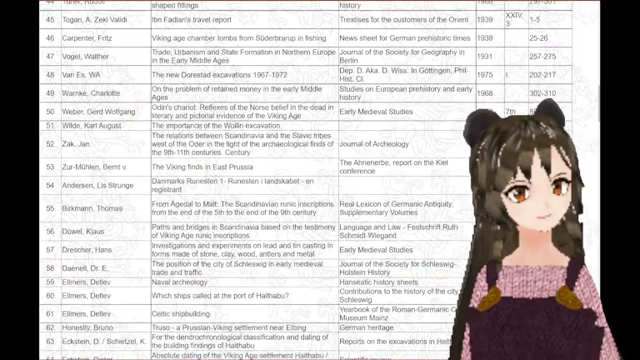 shaped fittings history 297-301
45 Togan, A. Zeki Validi Ibn Fadlan's travel report Treatises for the customers of the Orient 1939 XXIV, 3 1-5
46 Carpenter, Fritz Viking age chamber tombs from Süderbrarup in fishing News sheet for German prehistoric times 1938 25-26
47 Vogel, Walther Trade, Urbanism and State Formation in Northern Europe
in the Early Middle Ages Journal of the Society for Geography in
Berlin 1931 257-275
48 Van Es, WA The new Dorestad excavations 1967-1972 Dep. D. Aka. D. Wiss. In Göttingen, Phil-
Hist. Cl. 1975 I. 202-217
49 Warnke, Charlotte On the problem of retained money in the early Middle
Ages Studies on European prehistory and early
history 1968 302-310
50 Weber, Gerd Wolfgang Odin's chariot. Reflexes of the Norse belief in the dead in
literary and pictorial evidence of the Viking Age Early Medieval Studies 7th
51 Wilde, Karl August The importance of the Wollin excavation.
52 Zak, Jan The relations between Scandinavia and the Slavic tribes
west of the Oder in the light of the archaeological finds of
the 9th-11th centuries. Century Journal of Archeology
53 Zur-Mühlen, Bernt v. The Viking finds in East Prussia The Ahnenerbe, report on the Kiel
conference
54 Andersen, Lis Strunge Danmarks Runesten 1- Runesten i landskabet - en
registrant
55 Birkmann, Thomas From Ågedal to Malt: The Scandinavian runic inscriptions
from the end of the 5th to the end of the 9th century Real Lexicon of Germanic Antiquity,
Supplementary Volumes
56 Düwel, Klaus Paths and bridges in Scandinavia based on the testimony
of Viking Age runic inscriptions Language and Law - Festschrift Ruth
Schmidt-Wiegand
57 Drescher, Hans Investigations and experiments on lead and tin casting in
forms made of stone, clay, wood, antlers and metal Early Medieval Studies
58 Daenell, Dr. E. The position of the city of Schleswig in early medieval
trade and traffic Journal of the Society for Schleswig-
Holstein History
59 Ellmers, Detlev Naval archeology Hanseatic history sheets
60 Ellmers, Detlev Which ships called at the port of Haithabu? Contributions to the history of the city
Schleswig
61 Ellmers, Detlev Celtic shipbuilding Yearbook of the Roman-Germanic
Museum Mainz
62 Honesty, Bruno Truso - a Prussian-Viking settlement near Elbing German heritage
63 Eckstein, D. / Schietzel, K. For the dendrochronological classification and dating of
the building findings of Haithabu Reports on the excavations in
Absolute dating of the Viking Age settlement Haithabu /